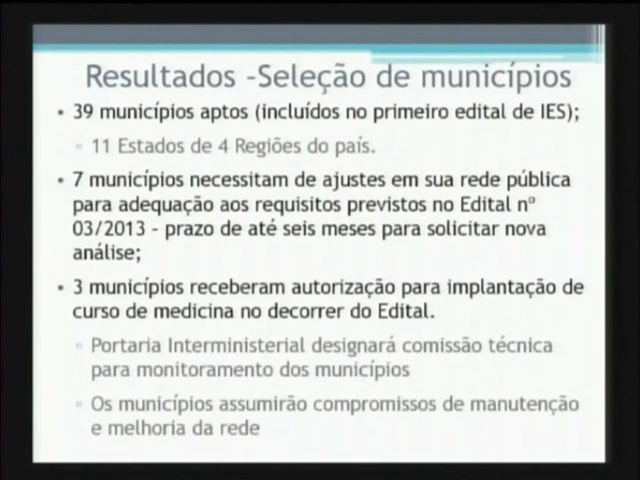 Resultados -Seleção de municípios
• 39 municípios aptos (incluídos no primeiro edital de IES);
▫ 11 Estados de 4 Regiões do país.
• 7 municípios necessitam de ajustes em sua rede pública
para adequação aos requisitos previstos no Edital nº
03/2013 - prazo de até seis meses para solicitar nova
análise;
• 3 municípios receberam autorização para implantação de
curso de medicina no decorrer do Edital.
▫ Portaria Interministerial designará comissão técnica
para monitoramento dos municípios
▫ Os municípios assumirão compromissos de manutenção
e melhoria da rede